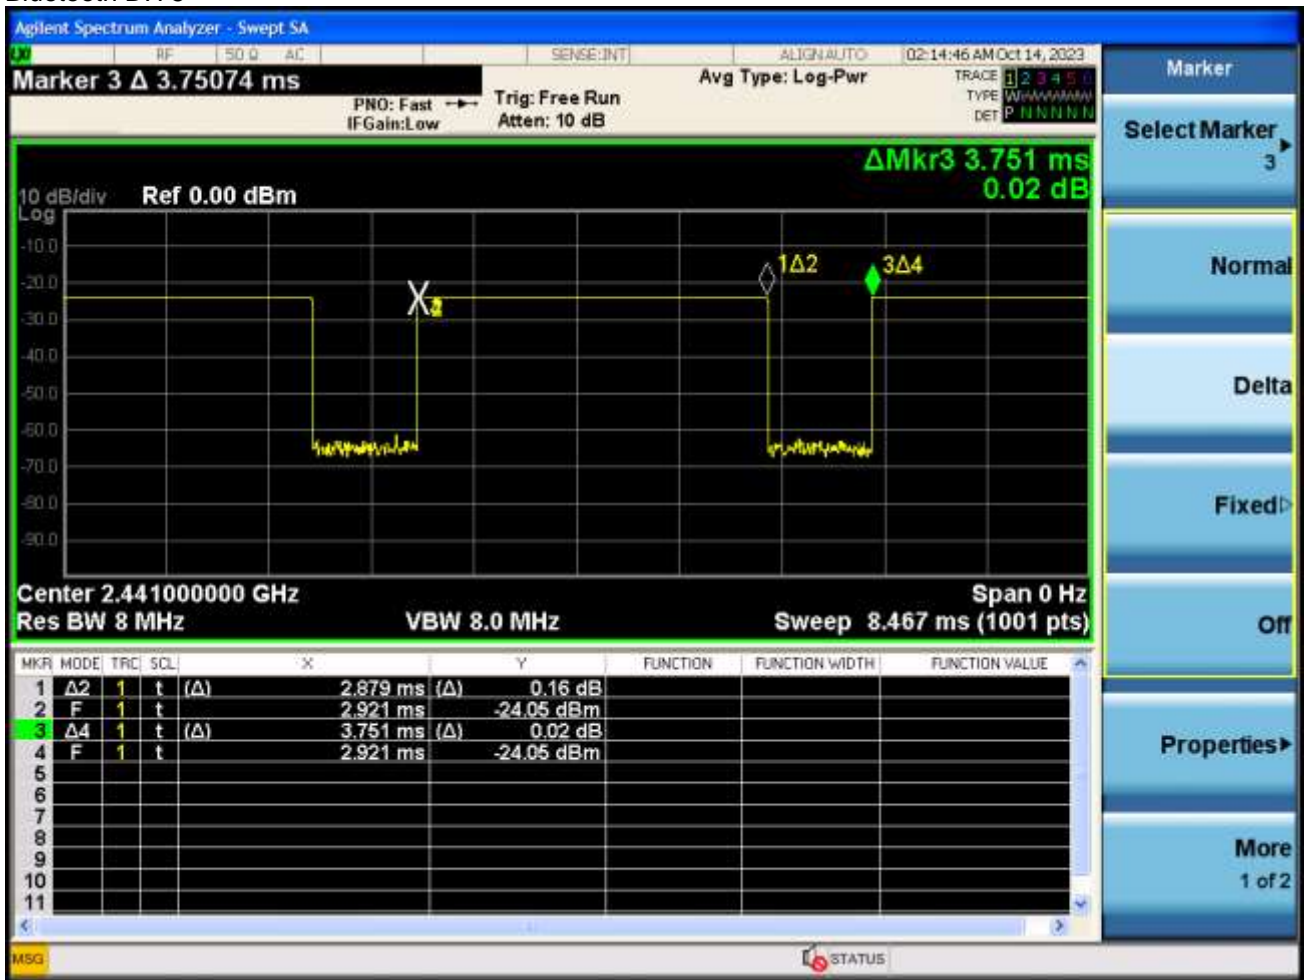 Agilent Spectrum Analyzer - Swept SA
RF 50 Ω AC SENSE:INT ALIGN AUTO 02:14:46 AM Oct 14, 2023
Marker 3 Δ 3.75074 ms
PNO: Fast
IFGain:Low
Trig: Free Run
Atten: 10 dB
Avg Type: Log-Pwr
TRACE 1 2 3 4 5 6
TYPE
DET P N N N N N
ΔMkr3 3.751 ms
0.02 dB
10 dB/div Ref 0.00 dBm
Log
-10.0
-20.0
-30.0
-40.0
-50.0
-60.0
-70.0
-80.0
-90.0
1Δ2
3Δ4
Center 2.441000000 GHz Span 0 Hz
Res BW 8 MHz VBW 8.0 MHz Sweep 8.467 ms (1001 pts)
MKR MODE TRC SCL X Y FUNCTION FUNCTION WIDTH FUNCTION VALUE
1 Δ2 1 t (Δ) 2.879 ms (Δ) 0.16 dB
2 F 1 t 2.921 ms -24.05 dBm
3 Δ4 1 t (Δ) 3.751 ms (Δ) 0.02 dB
4 F 1 t 2.921 ms -24.05 dBm
5
6
7
8
9
10
11
MSG STATUS
Marker
Select Marker
3
Normal
Delta
Fixed
Off
Properties
More
1 of 2